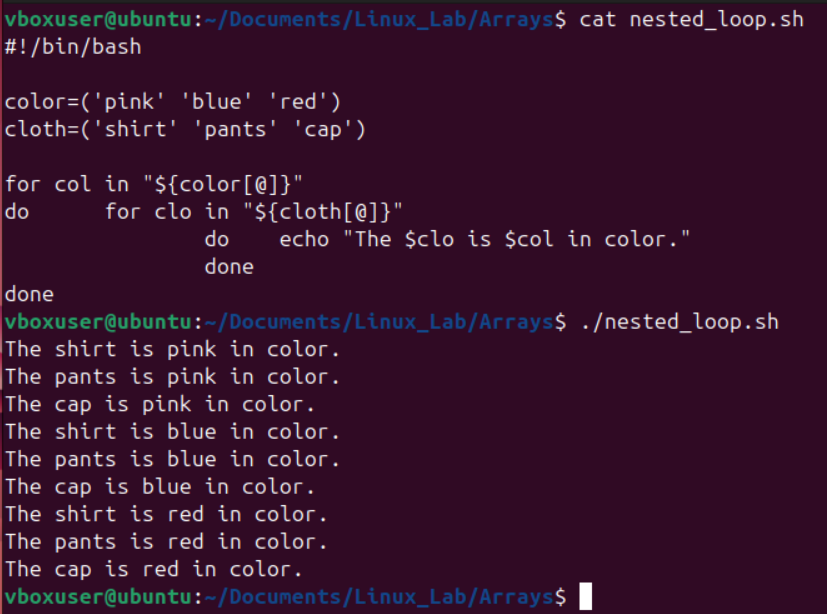 vboxuser@ubuntu:~/Documents/Linux_Lab/Arrays$ cat nested_loop.sh
#!/bin/bash

color=('pink' 'blue' 'red')
cloth=('shirt' 'pants' 'cap')

for col in "${color[@]}"
do      for clo in "${cloth[@]}"
                do    echo "The $clo is $col in color."
                done
done
vboxuser@ubuntu:~/Documents/Linux_Lab/Arrays$ ./nested_loop.sh
The shirt is pink in color.
The pants is pink in color.
The cap is pink in color.
The shirt is blue in color.
The pants is blue in color.
The cap is blue in color.
The shirt is red in color.
The pants is red in color.
The cap is red in color.
vboxuser@ubuntu:~/Documents/Linux_Lab/Arrays$